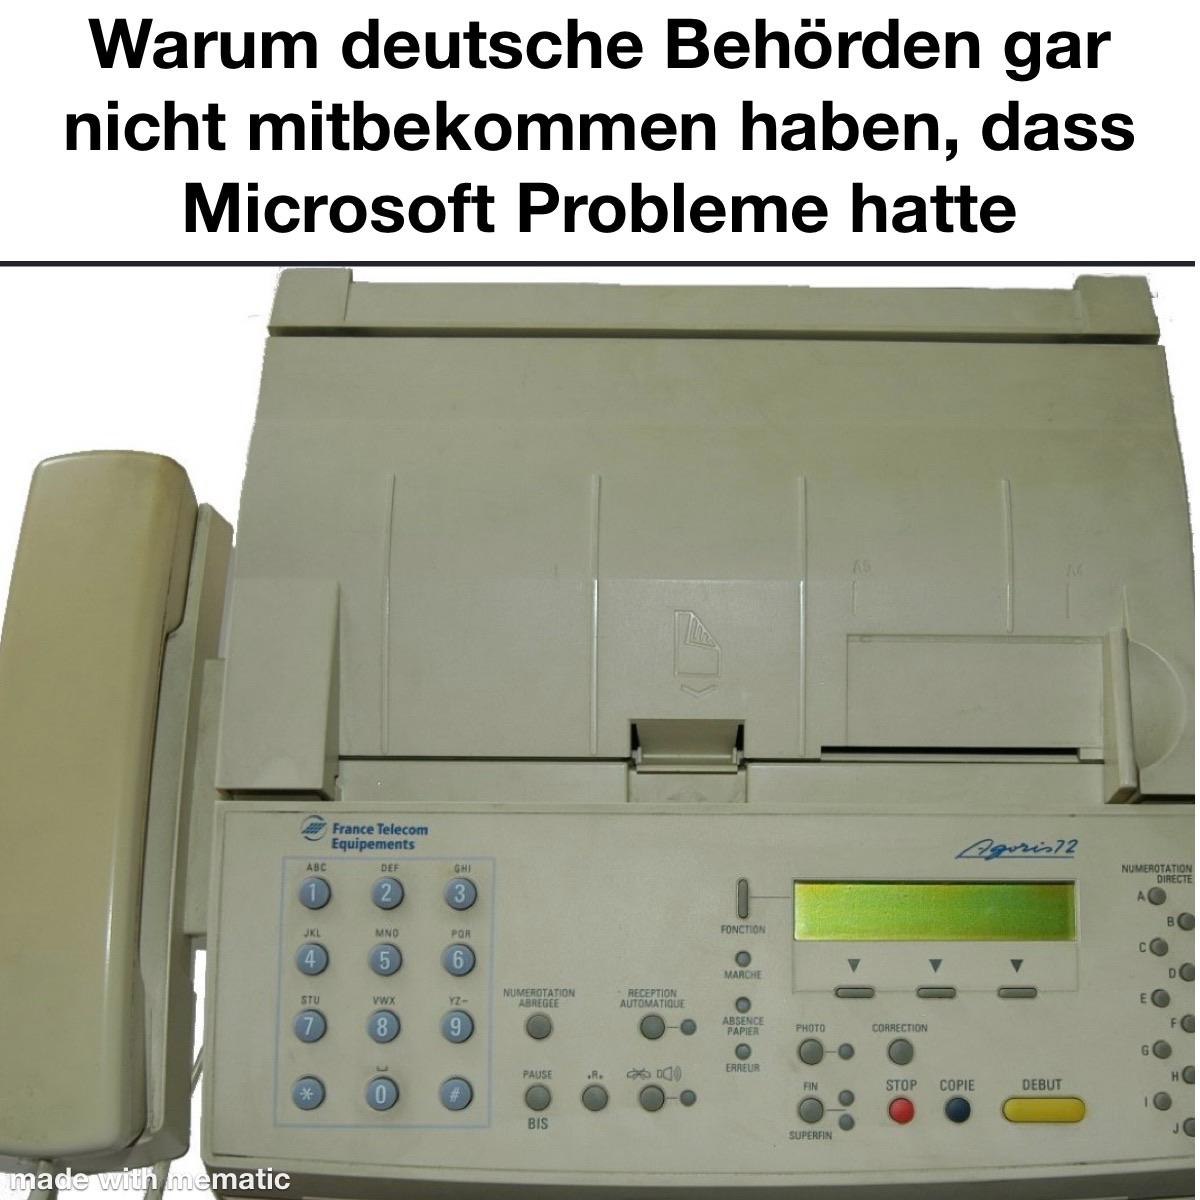 Warum deutsche Behörden gar
nicht mitbekommen haben, dass
Microsoft Probleme hatte
A5
A4
France Telecom
Equipements
Agoris 72
NUMEROTATION
DIRECTE
ABC
DEF
GHI
1
2
3
A
B
FONCTION
JKL
MNO
PQR
4
5
6
C
D
MARCHE
STU
VWX
YZ-
7
8
9
NUMEROTATION
ABREGEE
RECEPTION
AUTOMATIQUE
ABSENCE
PAPIER
E
F
PHOTO
CORRECTION
G
ERREUR
H
*
0
#
PAUSE
.R.
BIS
FIN
SUPERFIN
STOP
COPIE
DEBUT
I
J
made with mematic